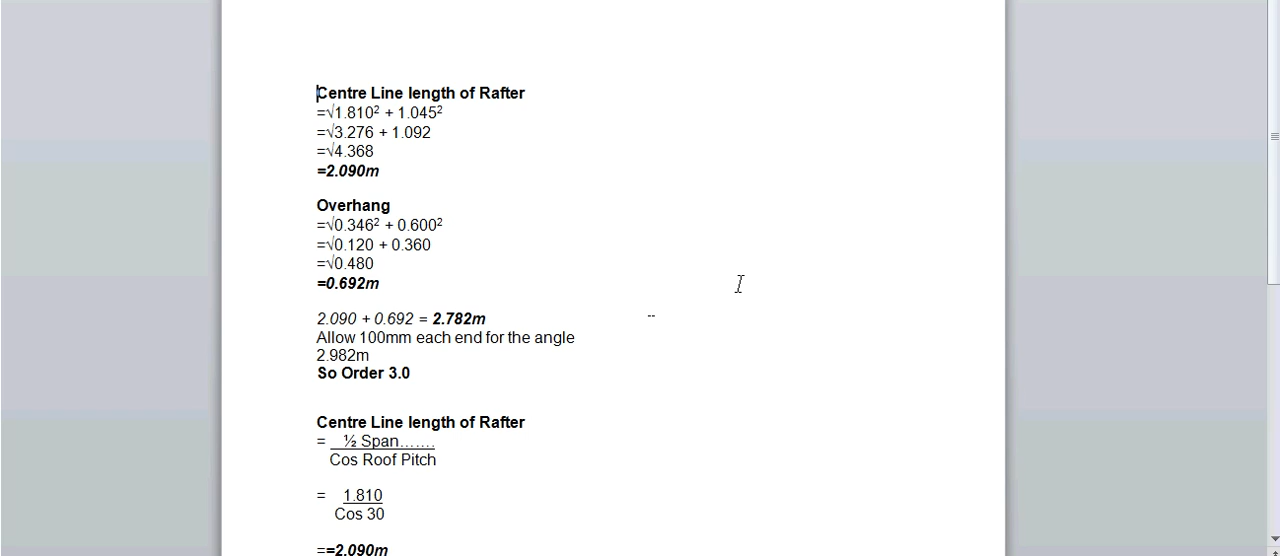 Centre Line length of Rafter
=√1.810² + 1.045²
=√3.276 + 1.092
=√4.368
=2.090m
Overhang
=√0.346² + 0.600²
=√0.120 + 0.360
=√0.480
=0.692m
2.090 + 0.692 = 2.782m
Allow 100mm each end for the angle
2.982m
So Order 3.0
Centre Line length of Rafter
= ½ Span.......
Cos Roof Pitch
= 1.810
Cos 30
==2.090m